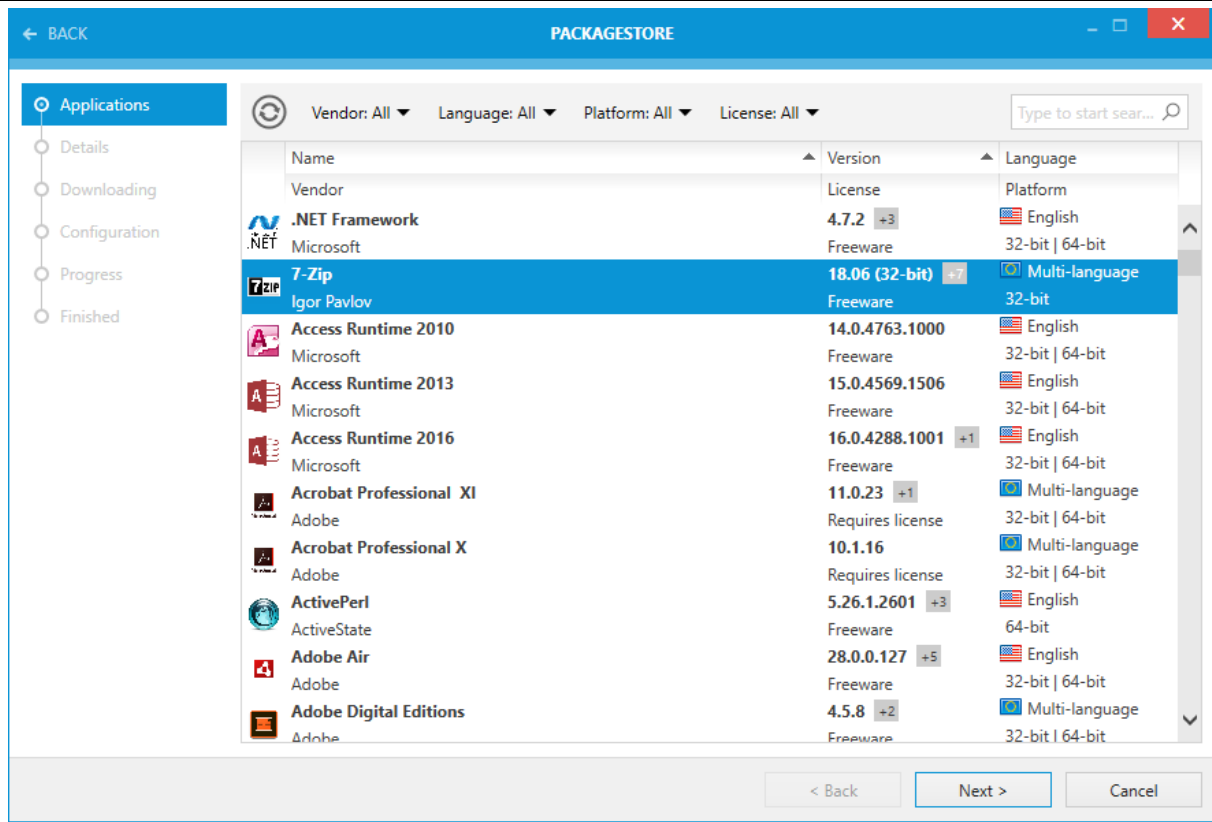 ← BACK PACKAGESTORE
Applications
Details
Downloading
Configuration
Progress
Finished
Vendor: All Language: All Platform: All License: All Type to start sear...
Name Version Language
Vendor License Platform
.NET .NET Framework 4.7.2 +3 English
Microsoft Freeware 32-bit | 64-bit
7ZIP 7-Zip 18.06 (32-bit) +7 Multi-language
Igor Pavlov Freeware 32-bit
A Access Runtime 2010 14.0.4763.1000 English
Microsoft Freeware 32-bit | 64-bit
A Access Runtime 2013 15.0.4569.1506 English
Microsoft Freeware 32-bit | 64-bit
A Access Runtime 2016 16.0.4288.1001 +1 English
Microsoft Freeware 32-bit | 64-bit
Acrobat Professional XI 11.0.23 +1 Multi-language
Adobe Requires license 32-bit | 64-bit
Acrobat Professional X 10.1.16 Multi-language
Adobe Requires license 32-bit | 64-bit
ActivePerl 5.26.1.2601 +3 English
ActiveState Freeware 64-bit
Adobe Air 28.0.0.127 +5 English
Adobe Freeware 32-bit | 64-bit
Adobe Digital Editions 4.5.8 +2 Multi-language
Adobe Freeware 32-bit | 64-bit
< Back Next > Cancel